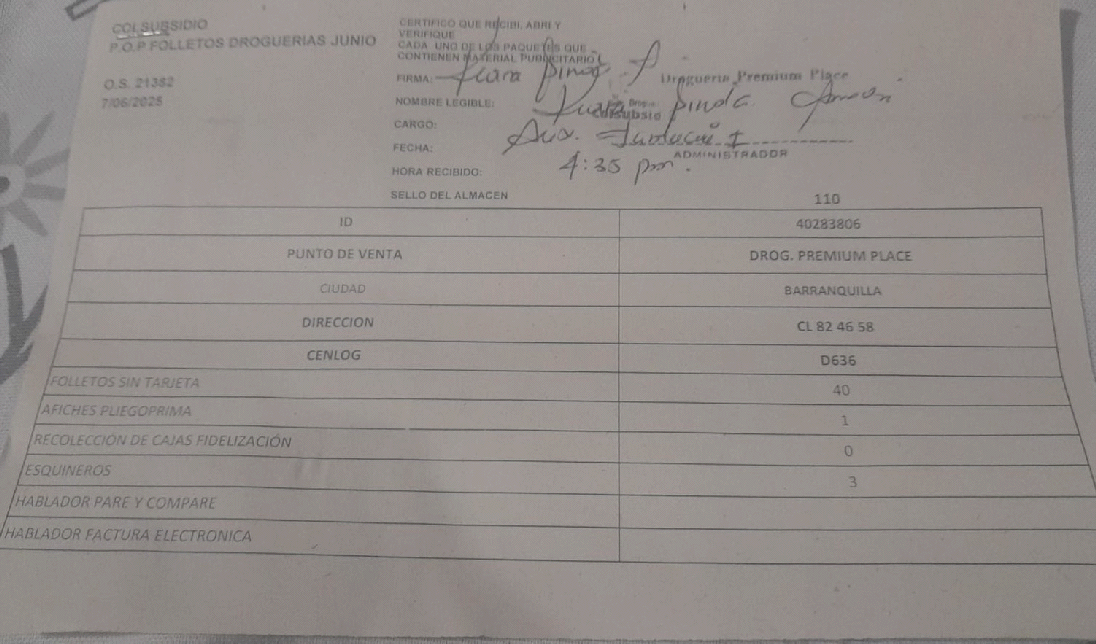 COLSUBSIDIO
P.O.P FOLLETOS DROGUERIAS JUNIO
O.S. 21382
7/06/2025
CERTIFICO QUE RECIBI, ABRI Y
VERIFIQUE
CADA UNO DE LOS PAQUETES QUE
CONTIENEN MATERIAL PUBLICITARIO
FIRMA:
Droguería Premium Place
NOMBRE LEGIBLE:
CARGO:
FECHA:
ADMINISTRADOR
HORA RECIBIDO: 4:35 pm.
SELLO DEL ALMACEN
110
ID 40283806
PUNTO DE VENTA DROG. PREMIUM PLACE
CIUDAD BARRANQUILLA
DIRECCION CL 82 46 58
CENLOG D636
FOLLETOS SIN TARJETA 40
AFICHES PLIEGOPRIMA 1
RECOLECCIÓN DE CAJAS FIDELIZACIÓN 0
ESQUINEROS 3
HABLADOR PARE Y COMPARE
HABLADOR FACTURA ELECTRONICA